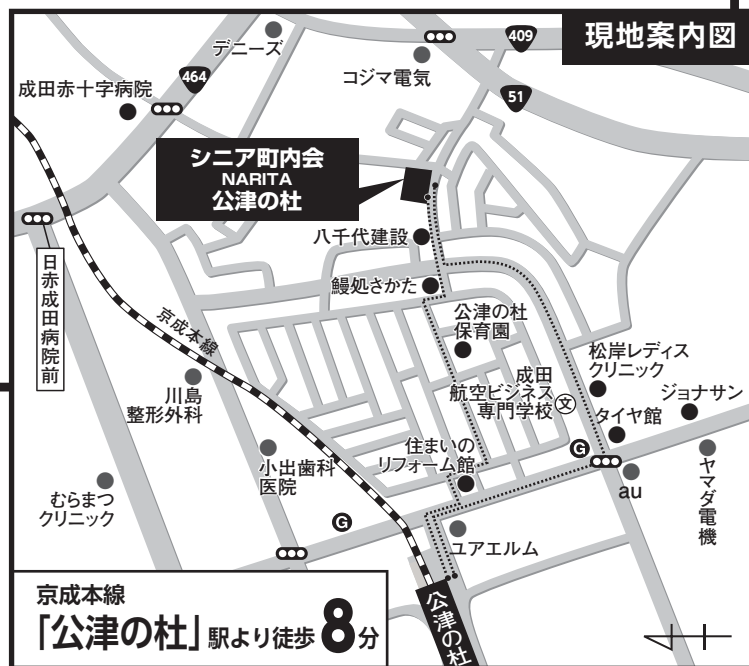 現地案内図
デニーズ
409
コジマ電気
464
51
成田赤十字病院
シニア町内会
NARITA
公津の杜
八千代建設
鰻処さかた
日赤成田病院前
京成本線
公津の杜
保育園
松岸レディス
クリニック
成田
航空ビジネス
専門学校
文
ジョナサン
タイヤ館
川島
整形外科
住まいの
リフォーム館
G
小出歯科
医院
au
ヤマダ電機
むらまつ
クリニック
G
ユアエルム
公津の杜
京成本線
「公津の杜」駅より徒歩8分